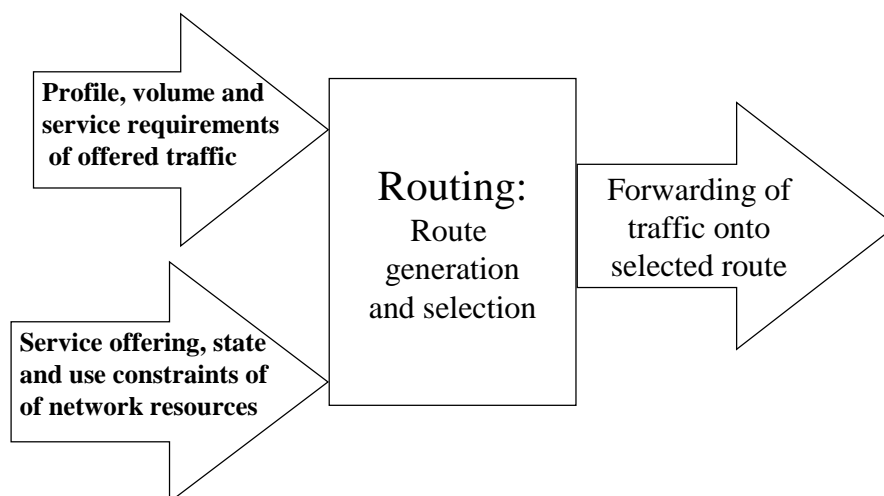 Profile, volume and
service requirements
of offered traffic
Service offering, state
and use constraints of
of network resources
Routing:
Route
generation
and selection
Forwarding of
traffic onto
selected route